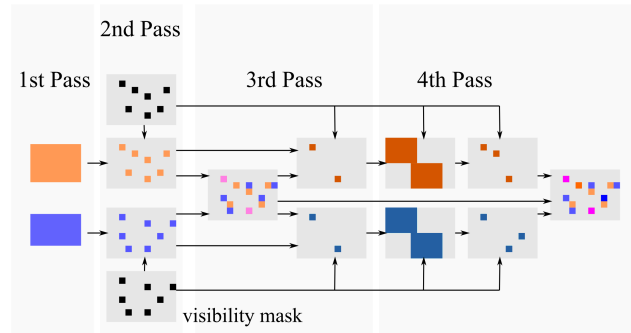 1st Pass
2nd Pass
3rd Pass
4th Pass
visibility mask